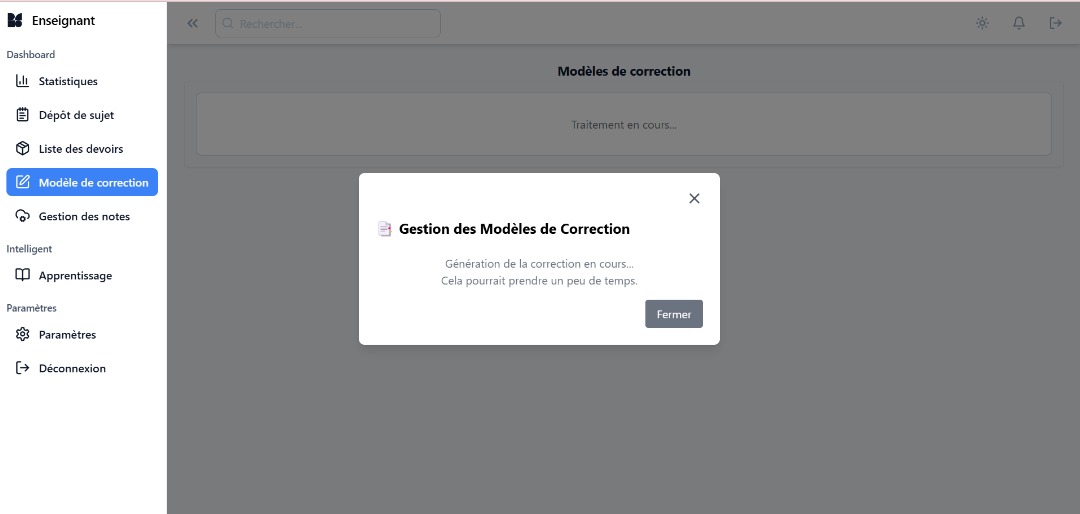 Enseignant
Dashboard
Statistiques
Dépôt de sujet
Liste des devoirs
Modèle de correction
Gestion des notes
Intelligent
Apprentissage
Paramètres
Paramètres
Déconnexion
Rechercher...
Modèles de correction
Traitement en cours...
Gestion des Modèles de Correction
Génération de la correction en cours...
Cela pourrait prendre un peu de temps.
Fermer